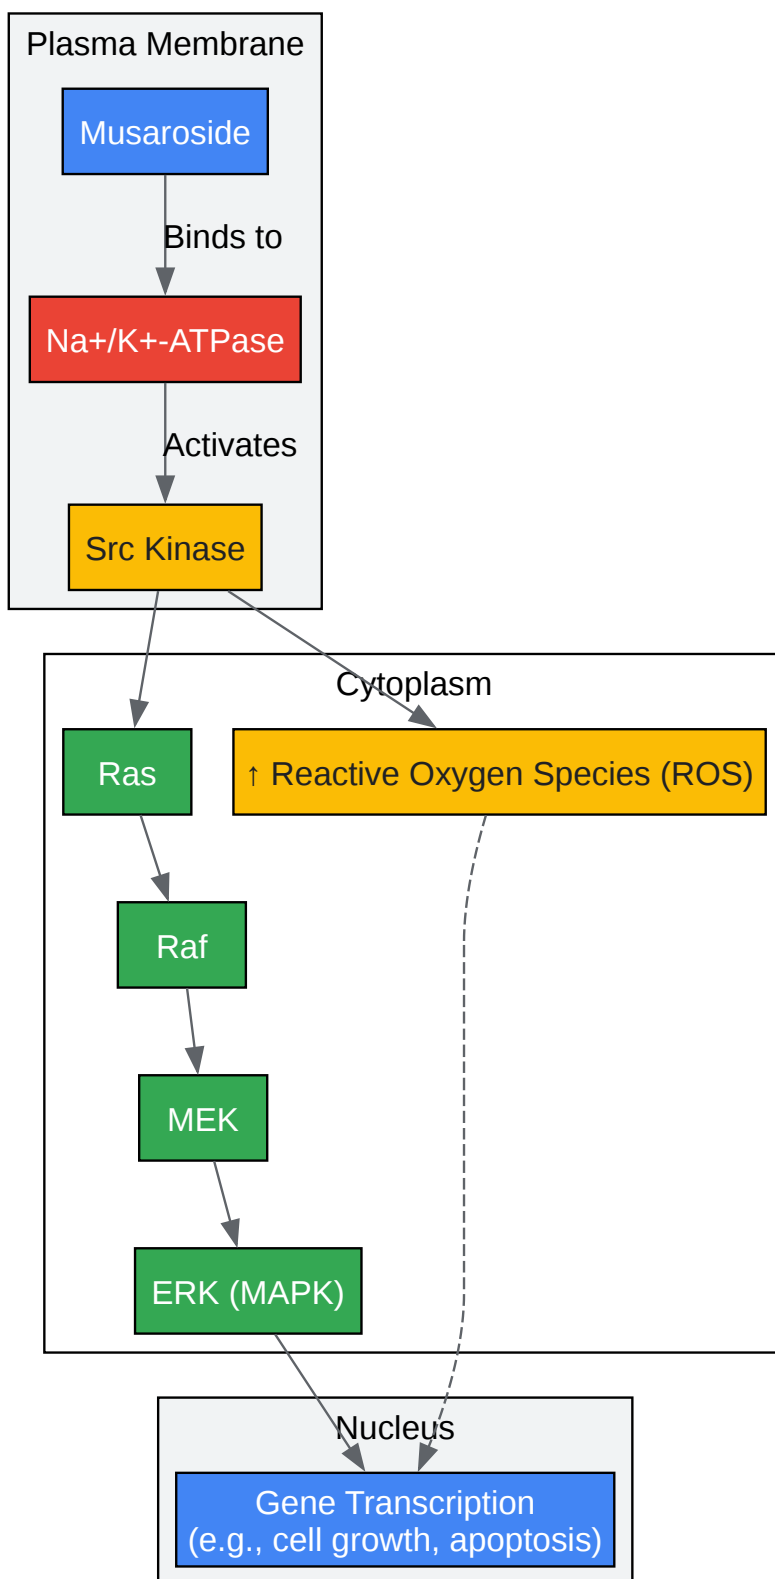 Plasma Membrane
Musaroside
Binds to
Na+/K+-ATPase
Activates
Src Kinase
Cytoplasm
Ras
↑ Reactive Oxygen Species (ROS)
Raf
MEK
ERK (MAPK)
Nucleus
Gene Transcription
(e.g., cell growth, apoptosis)